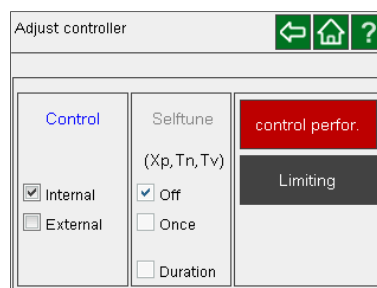 Adjust controller
?
Control
Internal
External
Selftune
(Xp,Tn,Tv)
Off
Once
Duration
control perfor.
Limiting